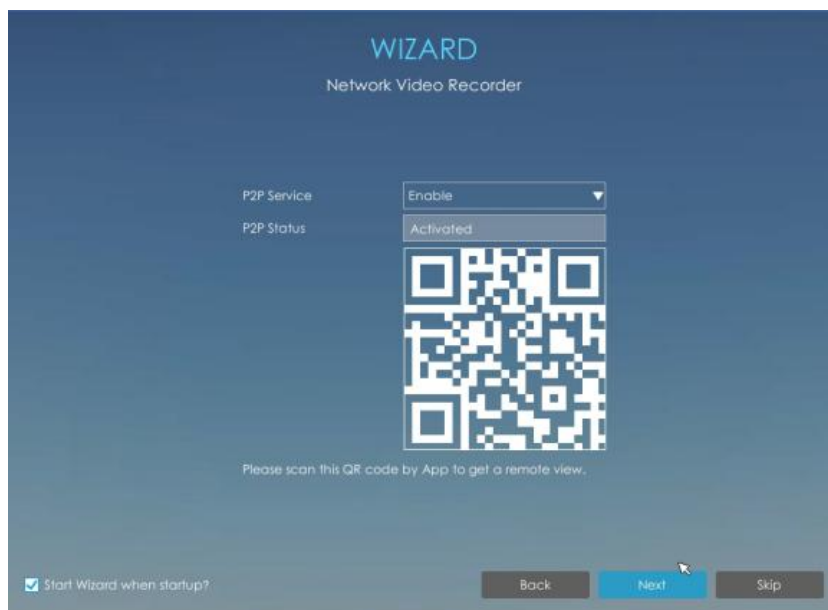 WIZARD
Network Video Recorder
P2P Service Enable
P2P Status Activated
Please scan this QR code by App to get a remote view.
Start Wizard when startup? Back Next Skip